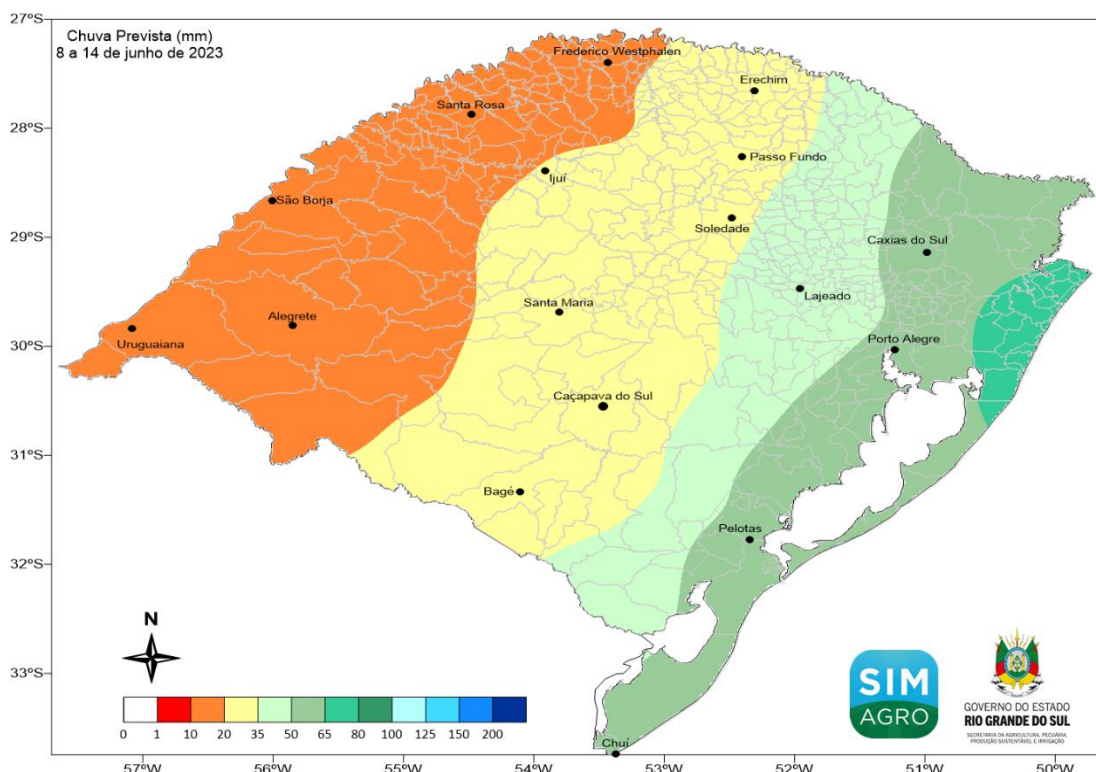 27°S
Chuva Prevista (mm)
8 a 14 de junho de 2023
Frederico Westphalen
Erechim
Santa Rosa
28°S
Passo Fundo
Ijuí
São Borja
Soledade
29°S
Caxias do Sul
Lajeado
Santa Maria
Alegrete
Uruguaiana
30°S
Porto Alegre
Caçapava do Sul
31°S
Bagé
Pelotas
32°S
N
33°S
0 1 10 20 35 50 65 80 100 125 150 200
Chuí
SIM
AGRO
GOVERNO DO ESTADO
RIO GRANDE DO SUL
SECRETARIA DA AGRICULTURA, PECUÁRIA,
PRODUÇÃO SUSTENTÁVEL E IRRIGAÇÃO
57°W 56°W 55°W 54°W 53°W 52°W 51°W 50°W